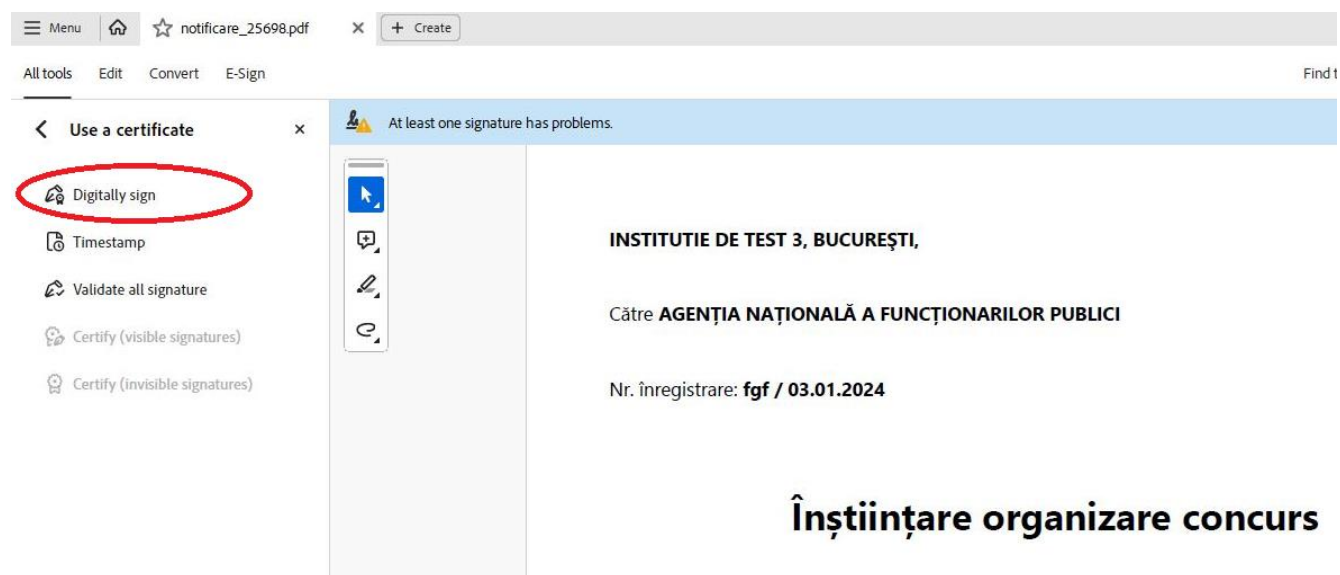 Menu notificare_25698.pdf Create
All tools Edit Convert E-Sign Find t
Use a certificate
At least one signature has problems.
Digitally sign
Timestamp
Validate all signature
Certify (visible signatures)
Certify (invisible signatures)
INSTITUTIE DE TEST 3, BUCUREŞTI,
Către AGENȚIA NAȚIONALĂ A FUNCȚIONARILOR PUBLICI
Nr. înregistrare: fgf / 03.01.2024
Înștiințare organizare concurs